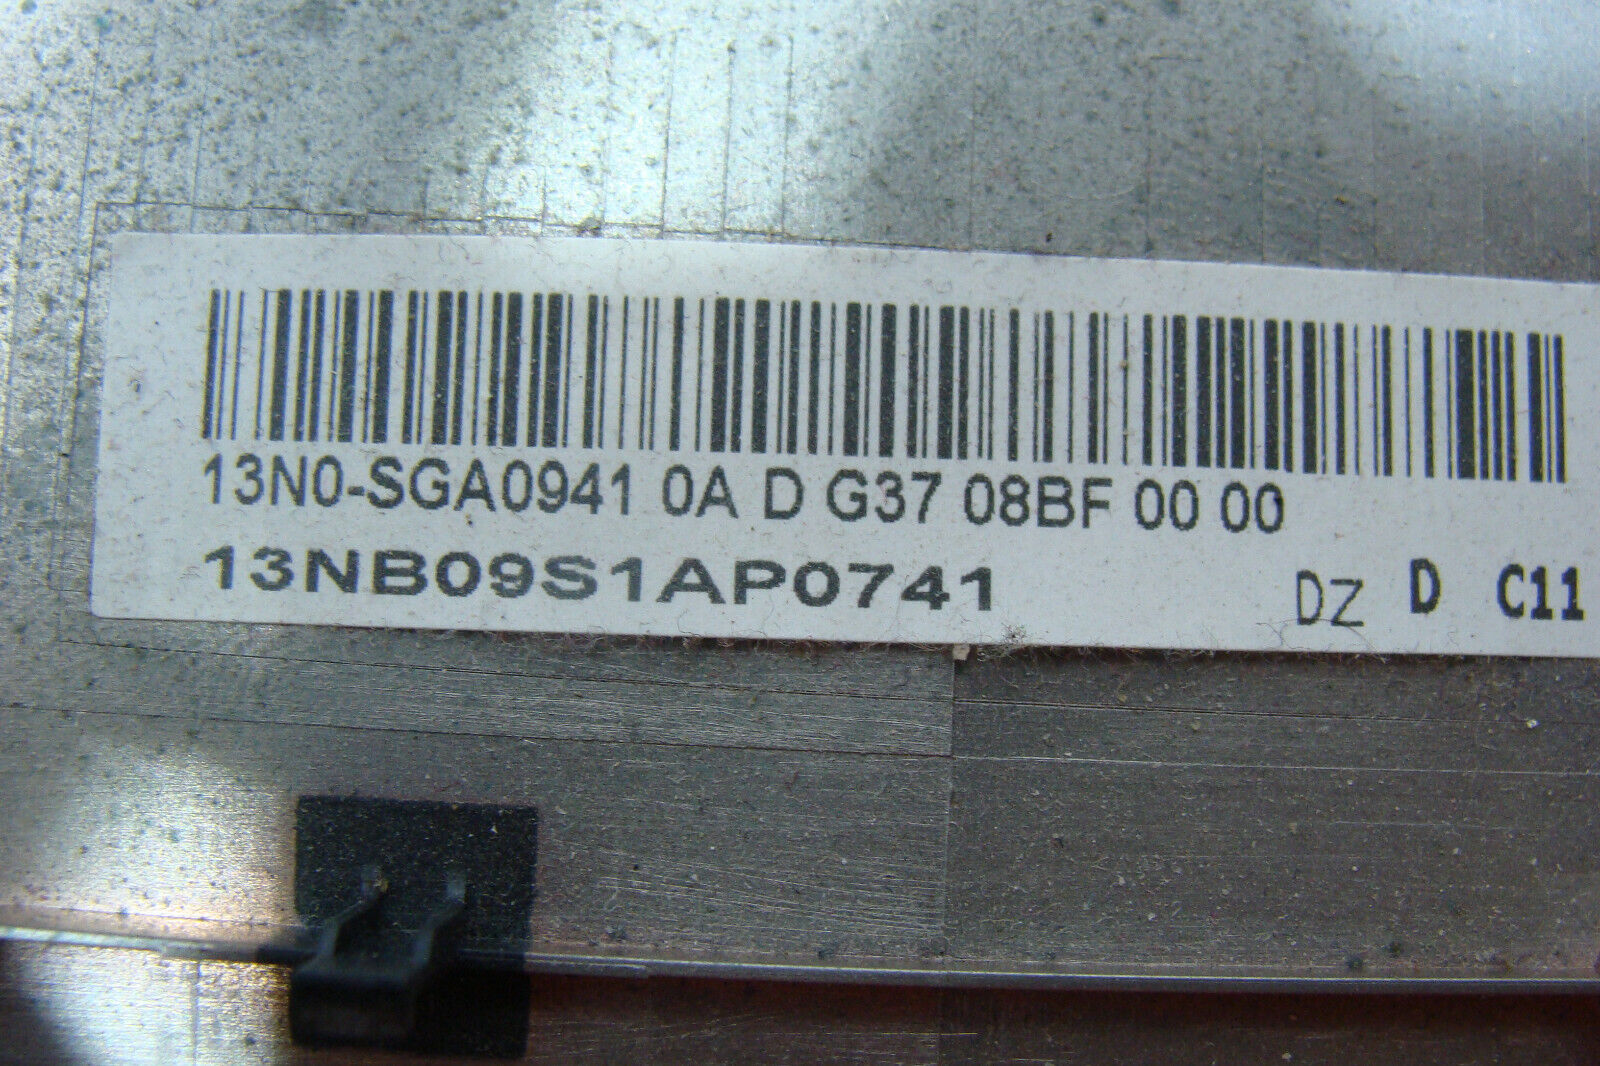 13N0-SGA0941 0A D G37 08BF 00 00
13NB09S1AP0741 DZ D C11